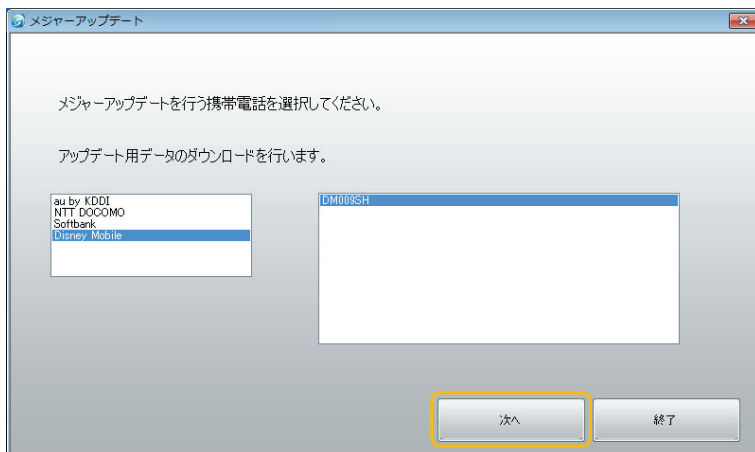 メジャーアップデート
メジャーアップデートを行う携帯電話を選択してください。
アップデート用データのダウンロードを行います。
au by KDDI
NTT DOCOMO
Softbank
Disney Mobile
DM009SH
次へ
終了